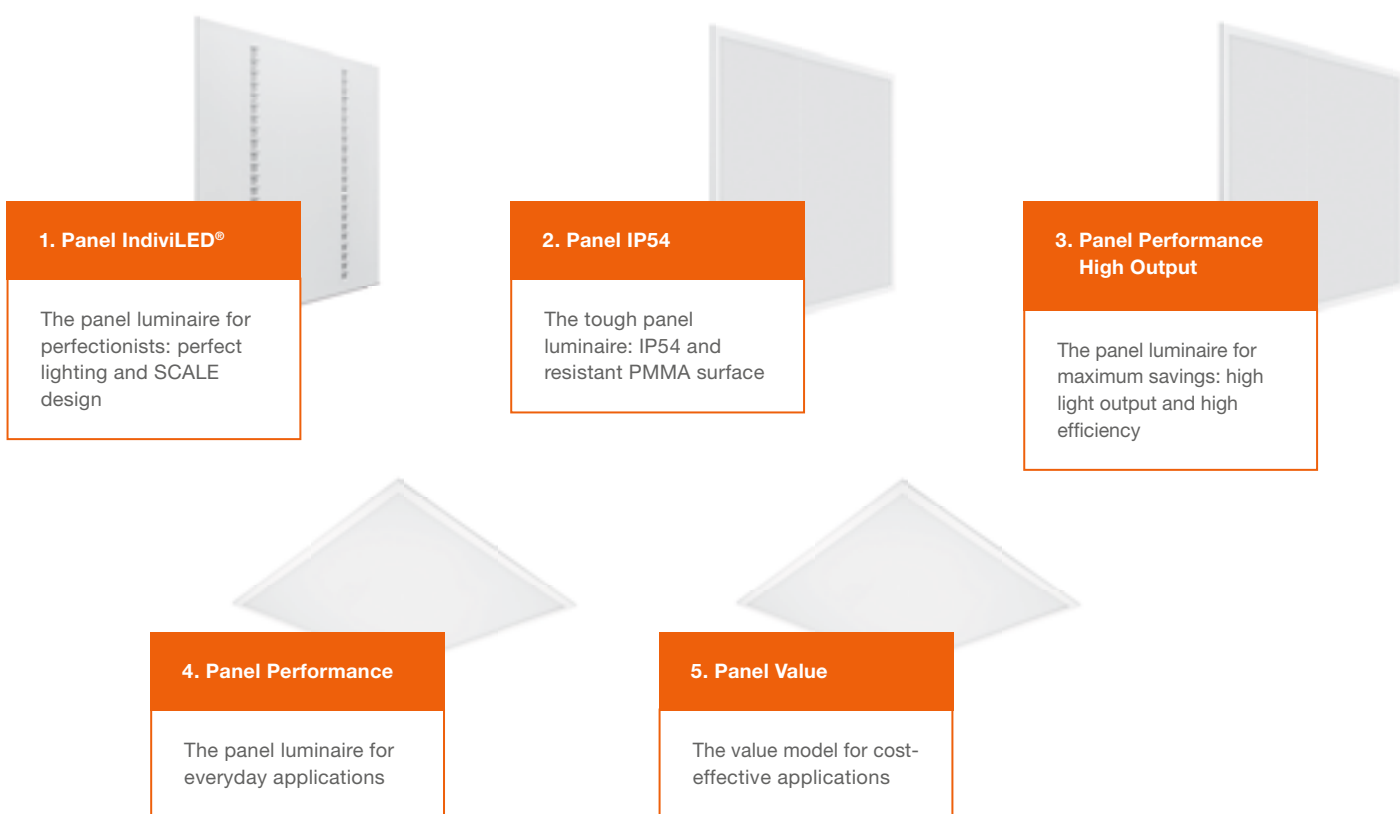 1. Panel IndiviLED®
The panel luminaire for
perfectionists: perfect
lighting and SCALE
design
2. Panel IP54
The tough panel
luminaire: IP54 and
resistant PMMA surface
3. Panel Performance
High Output
The panel luminaire for
maximum savings: high
light output and high
efficiency
4. Panel Performance
The panel luminaire for
everyday applications
5. Panel Value
The value model for cost-
effective applications